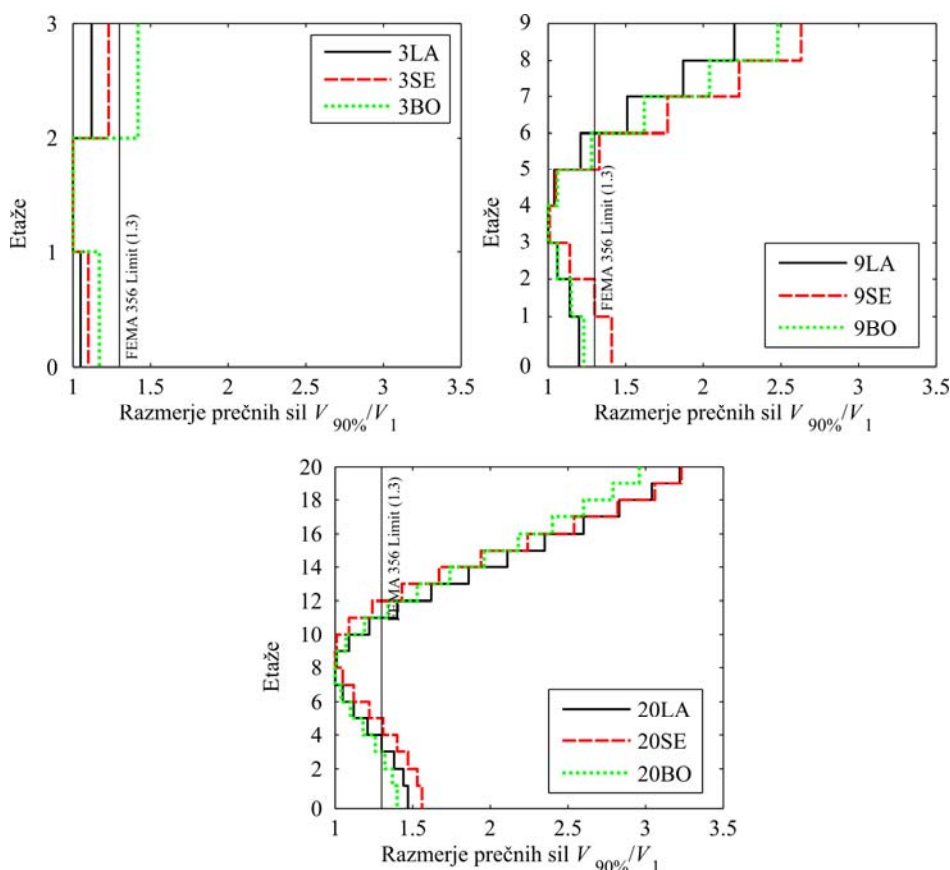 3
2
1
0
Etaže
3LA
3SE
3BO
FEMA 356 Limit (1.3)
1 1.5 2 2.5 3 3.5
Razmerje prečnih sil V90%/V1
9
8
7
6
5
4
3
2
1
0
Etaže
9LA
9SE
9BO
FEMA 356 Limit (1.3)
1 1.5 2 2.5 3 3.5
Razmerje prečnih sil V90%/V1
20
18
16
14
12
10
8
6
4
2
0
Etaže
20LA
20SE
20BO
FEMA 356 Limit (1.3)
1 1.5 2 2.5 3 3.5
Razmerje prečnih sil V90%/V1